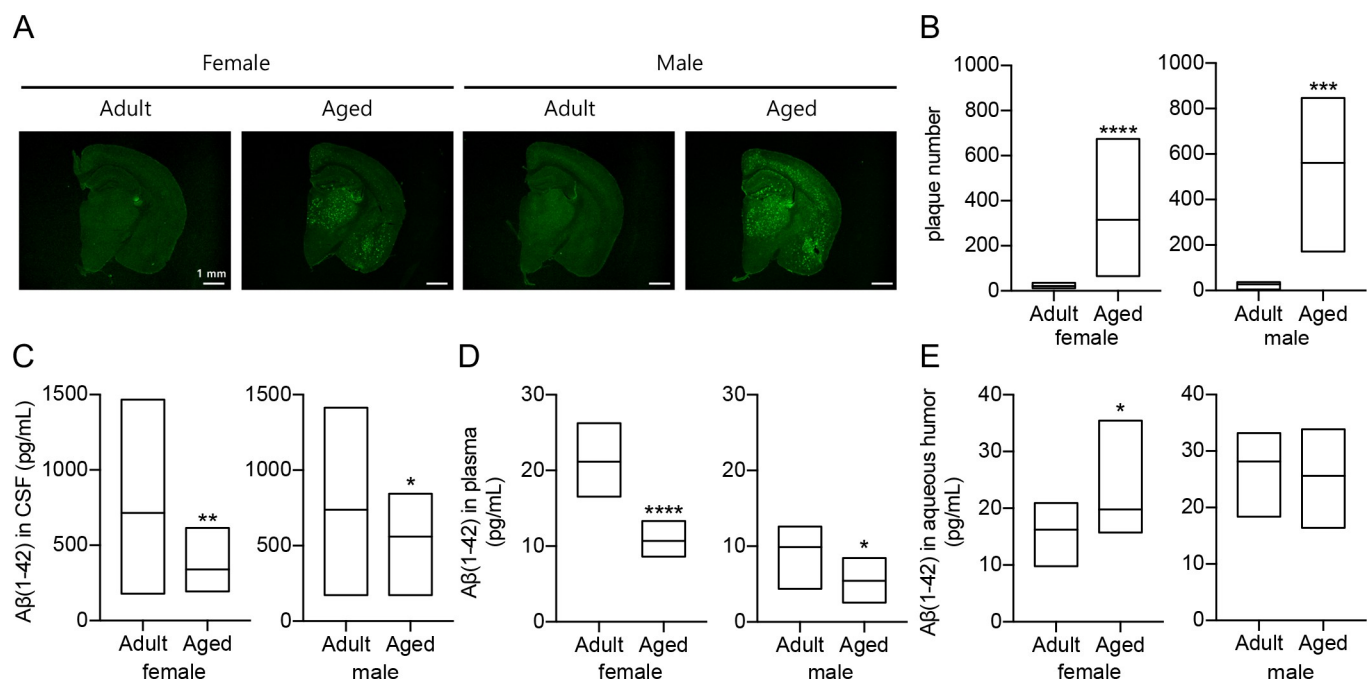 A
Female
Male
Adult
Aged
Adult
Aged
1 mm
B
plaque number
1000
800
600
400
200
0
****
Adult
Aged
female
1000
800
600
400
200
0
***
Adult
Aged
male
C
Aβ(1-42) in CSF (pg/mL)
1500
1000
500
0
**
Adult
Aged
female
1500
1000
500
0
*
Adult
Aged
male
D
Aβ(1-42) in plasma
(pg/mL)
30
20
10
0
****
Adult
Aged
female
30
20
10
0
*
Adult
Aged
male
E
Aβ(1-42) in aqueous humor
(pg/mL)
40
30
20
10
0
*
Adult
Aged
female
40
30
20
10
0
Adult
Aged
male